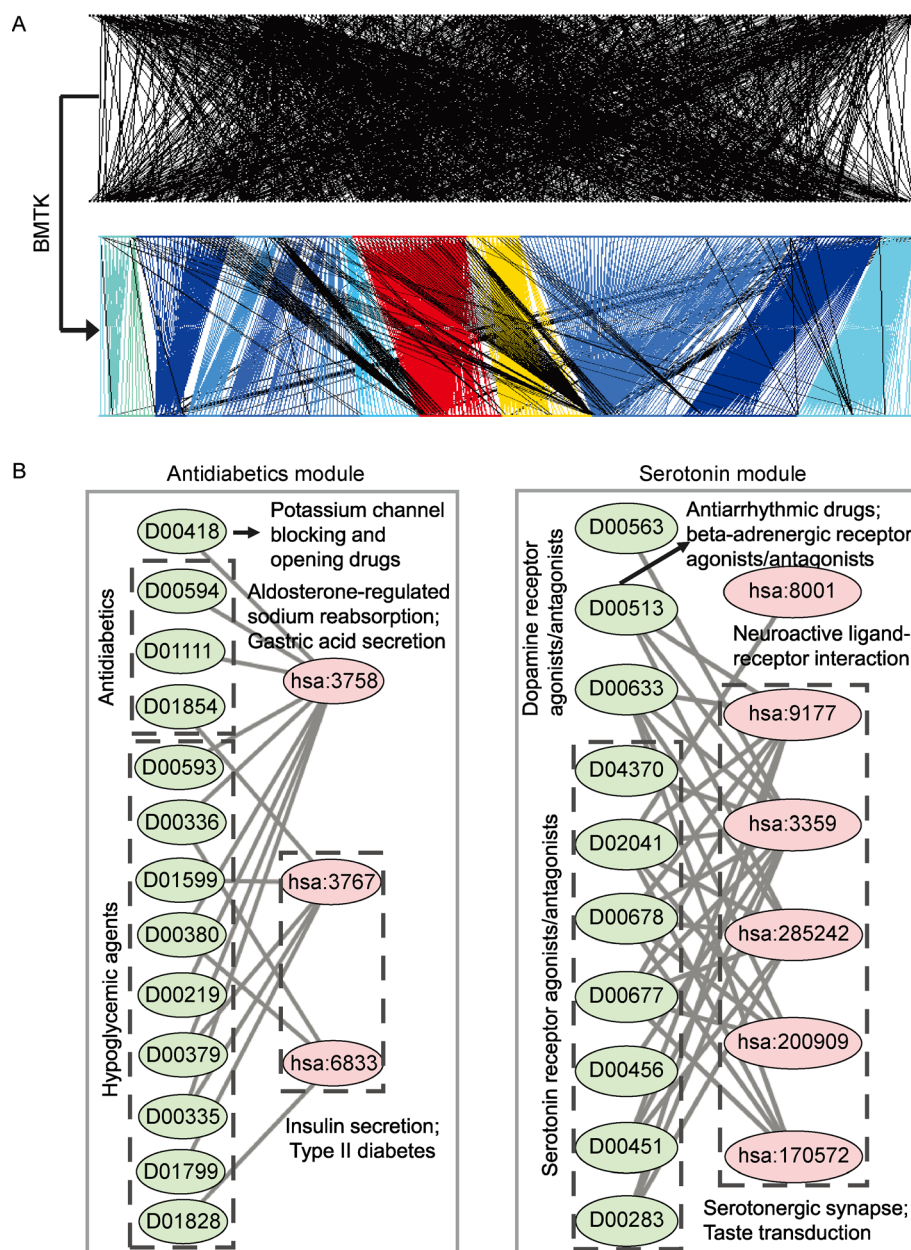 A
BMTK
B
Antidiabetics module
Serotonin module
D00418
Potassium channel
blocking and
opening drugs
Antidiabetics
D00594
D01111
D01854
Aldosterone-regulated
sodium reabsorption;
Gastric acid secretion
hsa:3758
Hypoglycemic agents
D00593
D00336
D01599
D00380
D00219
D00379
D00335
D01799
D01828
hsa:3767
hsa:6833
Insulin secretion;
Type II diabetes
Dopamine receptor
agonists/antagonists
D00563
D00513
D00633
Antiarrhythmic drugs;
beta-adrenergic receptor
agonists/antagonists
hsa:8001
Neuroactive ligand-
receptor interaction
Serotonin receptor agonists/antagonists
D04370
D02041
D00678
D00677
D00456
D00451
D00283
hsa:9177
hsa:3359
hsa:285242
hsa:200909
hsa:170572
Serotonergic synapse;
Taste transduction